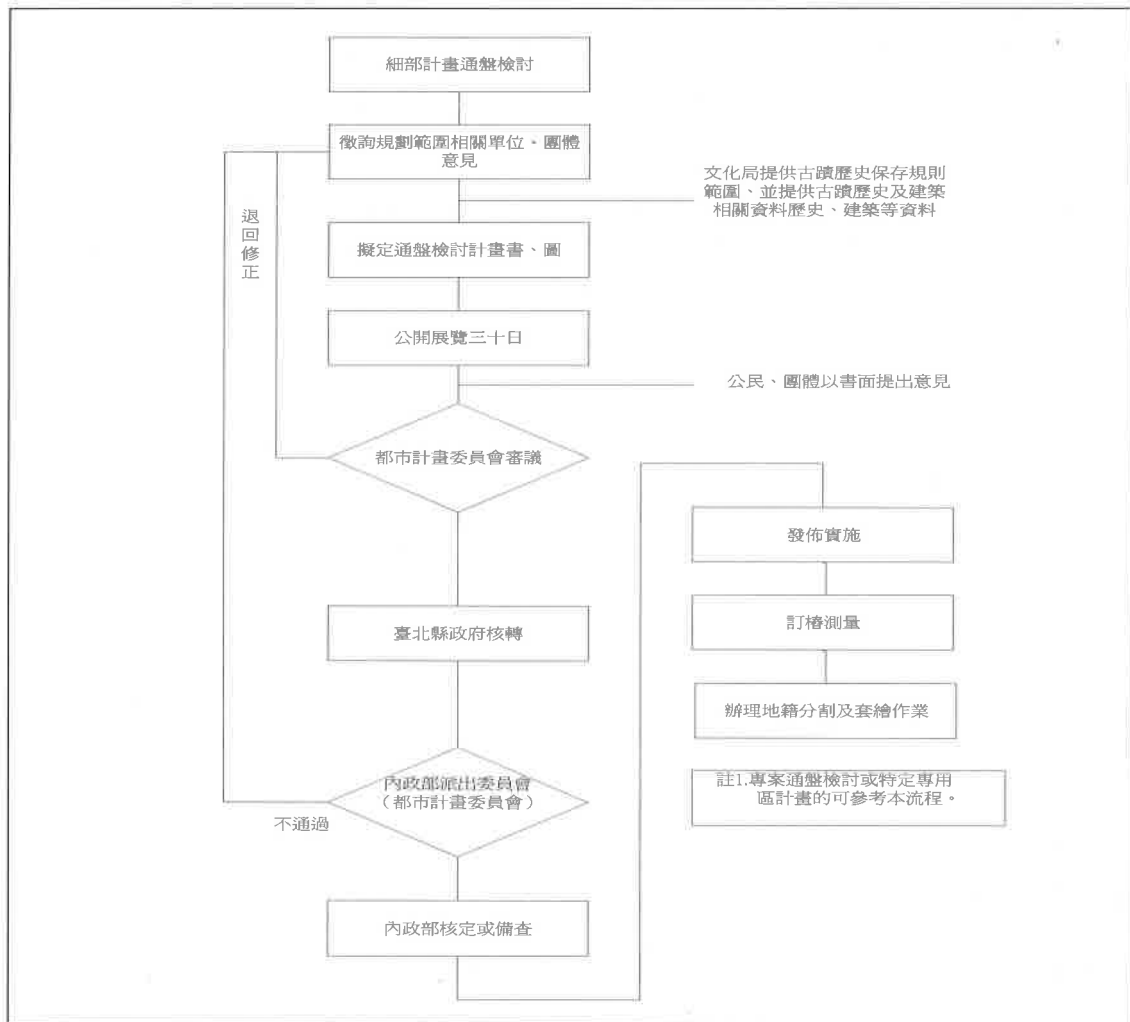 細部計畫通盤檢討
徵詢規劃範圍相關單位、團體
意見
文化局提供古蹟歷史保存規則
範圍、並提供古蹟歷史及建築
相關資料歷史、建築等資料
退回修正
擬定通盤檢討計畫書、圖
公開展覽三十日
公民、團體以書面提出意見
都市計畫委員會審議
臺北縣政府核轉
內政部派出委員會
（都市計畫委員會）
不通過
內政部核定或備查
發佈實施
訂樁測量
辦理地籍分割及套繪作業
註1.專案通盤檢討或特定專用
區計畫的可參考本流程。